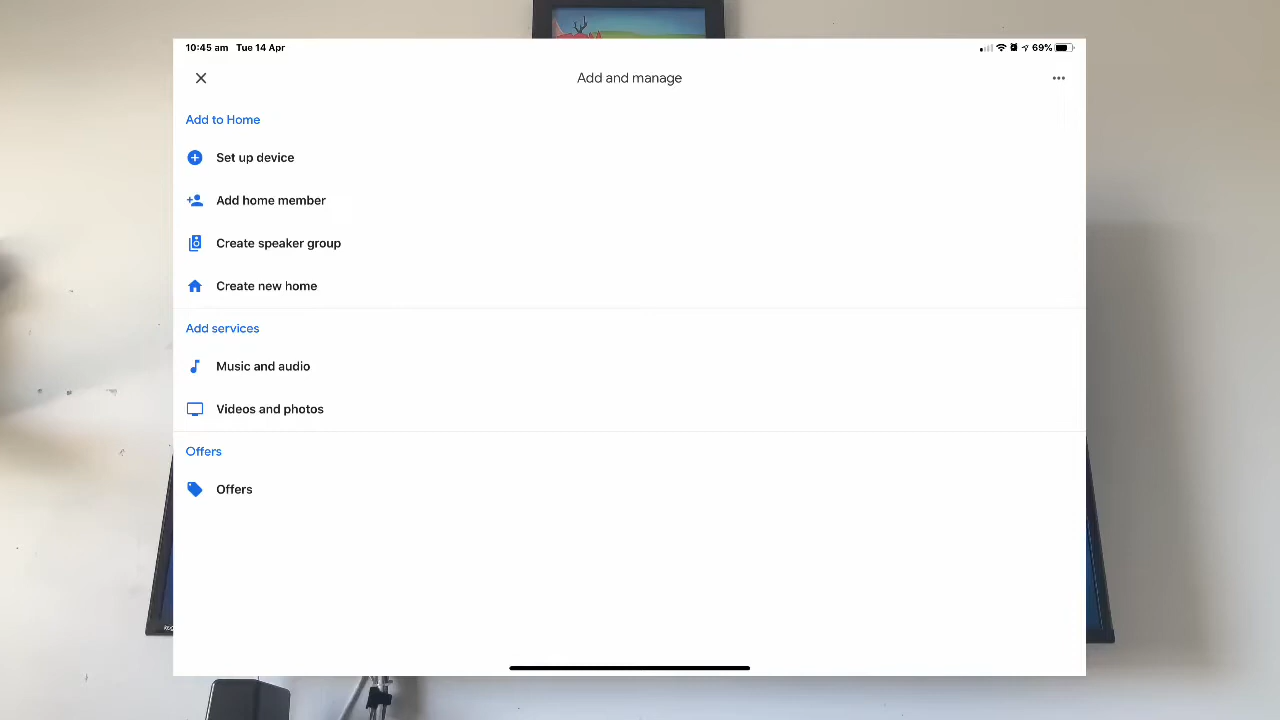 10:45 am Tue 14 Apr
69%
Add and manage
Add to Home
Set up device
Add home member
Create speaker group
Create new home
Add services
Music and audio
Videos and photos
Offers
Offers